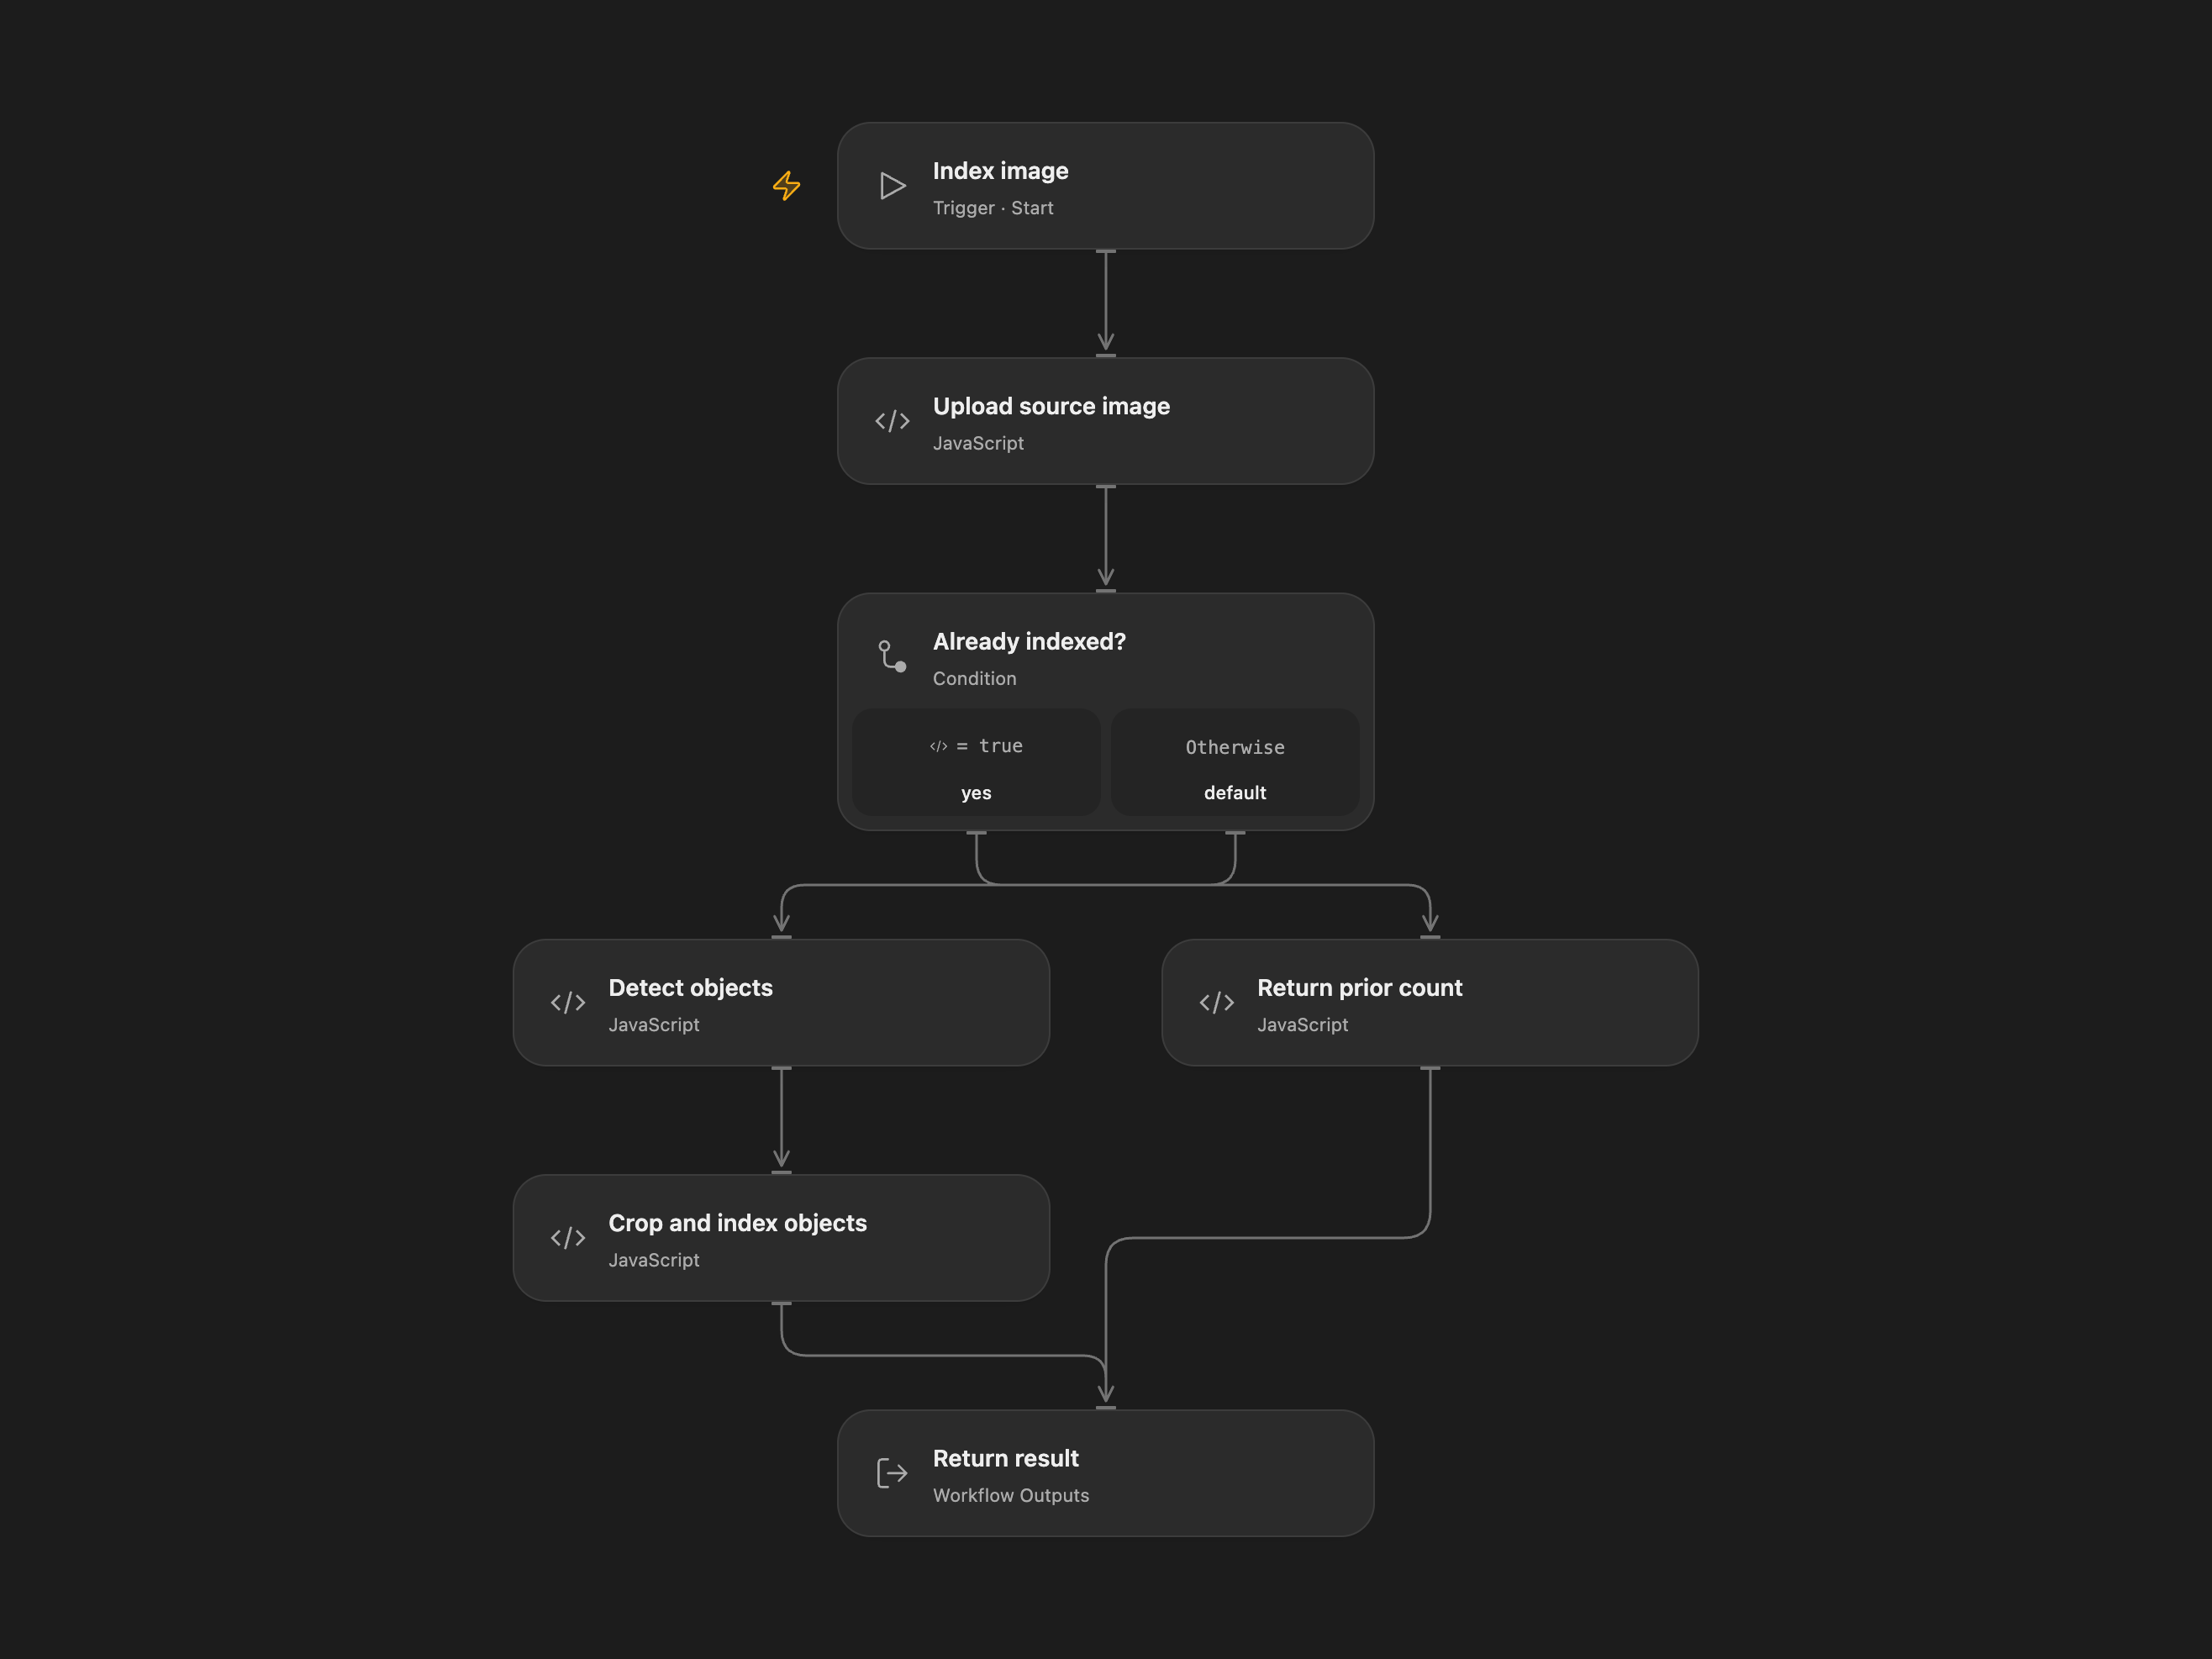 Index image
Trigger · Start
Upload source image
JavaScript
Already indexed?
Condition
</> = true
yes
Otherwise
default
Detect objects
JavaScript
Return prior count
JavaScript
Crop and index objects
JavaScript
Return result
Workflow Outputs